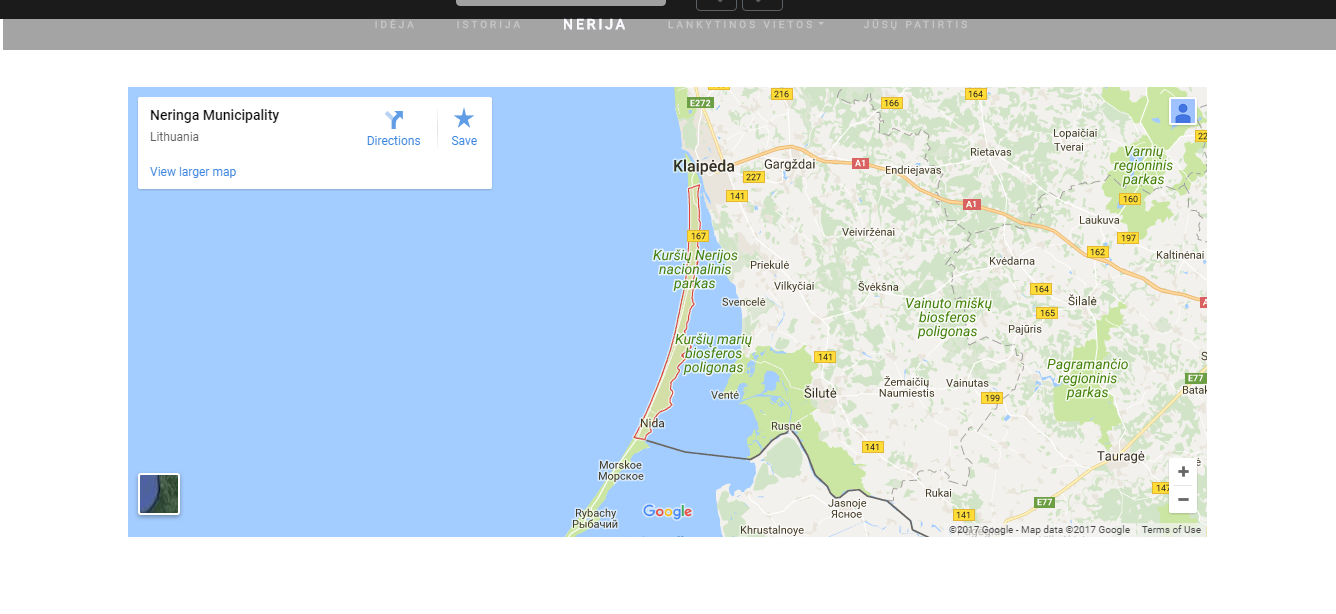 IDĖJA ISTORIJA NERIJA LANKYTINOS VIETOS JŪSŲ PATIRTIS
Neringa Municipality
Lithuania
Directions
Save
View larger map
E272
216
164
166
22
Lopaičiai
Tverai
Rietavas
Varnių
regioninis
parkas
Klaipėda
Gargždai
A1
Endriejavas
227
141
160
A1
Laukuva
167
Veiviržėnai
197
162
Kuršių Nerijos
nacionalinis
parkas
Priekulė
Kvėdarna
Kaltinėnai
Vilkyčiai
Švėkšna
164
Svencelė
Vainuto miškų
biosferos
poligonas
Šilalė
165
Pajūris
Kuršių marių
biosferos
poligonas
141
Pagramančio
regioninis
parkas
E77
Batak
Ventė
Šilutė
Žemaičių
Naumiestis
Vainutas
199
Nida
Rusnė
141
Tauragė
Morskoe
Морское
147
Rukai
E77
Jasnoje
Ясное
Rybachy
Рыбачий
Google
141
Khrustalnoye
©2017 Google - Map data ©2017 Google Terms of Use